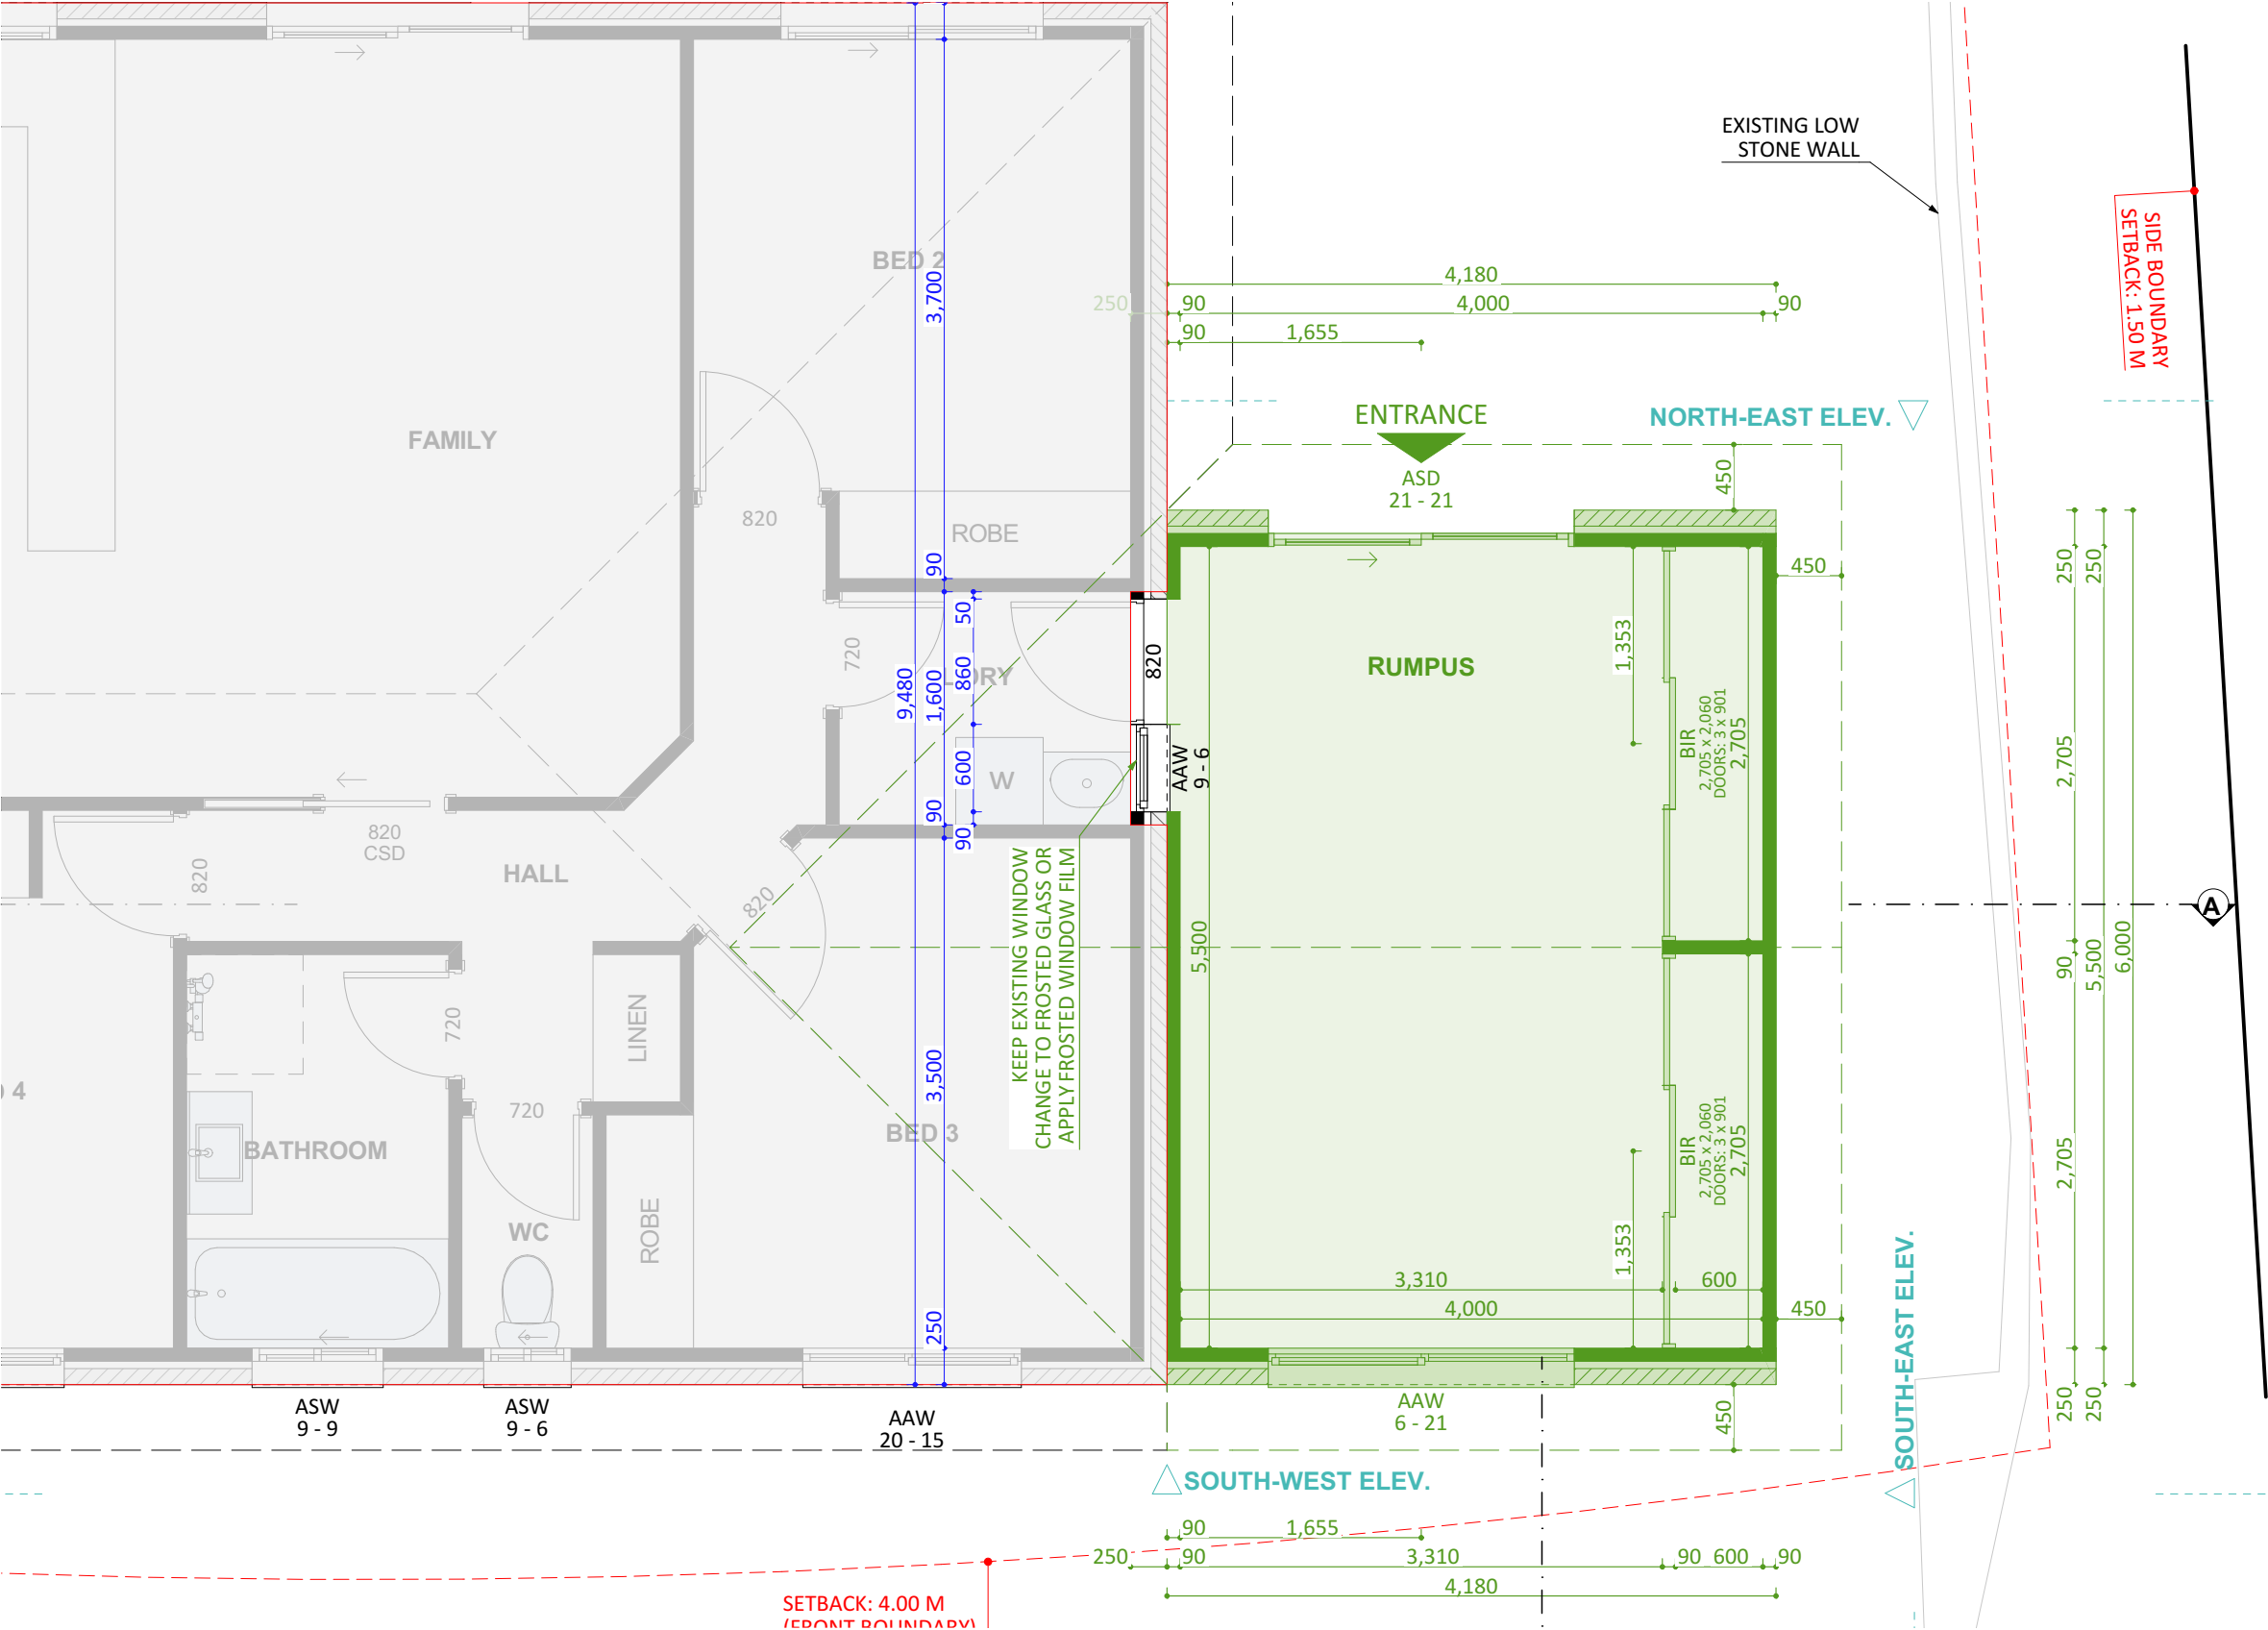 EXISTING LOW
STONE WALL
SIDE BOUNDARY
SETBACK: 1.50 M
BED 2
3,700
4,180
250
90
4,000
90
90
1,655
FAMILY
ENTRANCE
NORTH-EAST ELEV.
ASD
21 - 21
450
820
ROBE
90
50
250
250
450
720
9,480
1,600
860
820
RUMPUS
1,353
BIR
2,705 x 2,060
DOORS: 3 x 901
2,705
2,705
W
600
AAW
9 - 6
820
CSD
820
HALL
90
90
820
KEEP EXISTING WINDOW
CHANGE TO FROSTED GLASS OR
APPLY FROSTED WINDOW FILM
5,500
A
90
5,500
6,000
LINEN
720
4
3,500
720
BED 3
BATHROOM
BIR
2,705 x 2,060
DOORS: 3 x 901
2,705
2,705
WC
ROBE
1,353
3,310
600
4,000
450
250
SOUTH-EAST ELEV.
ASW
9 - 9
ASW
9 - 6
AAW
20 - 15
AAW
6 - 21
450
250
250
SOUTH-WEST ELEV.
90
1,655
250
90
3,310
90
600
90
4,180
SETBACK: 4.00 M
(FRONT BOUNDARY)